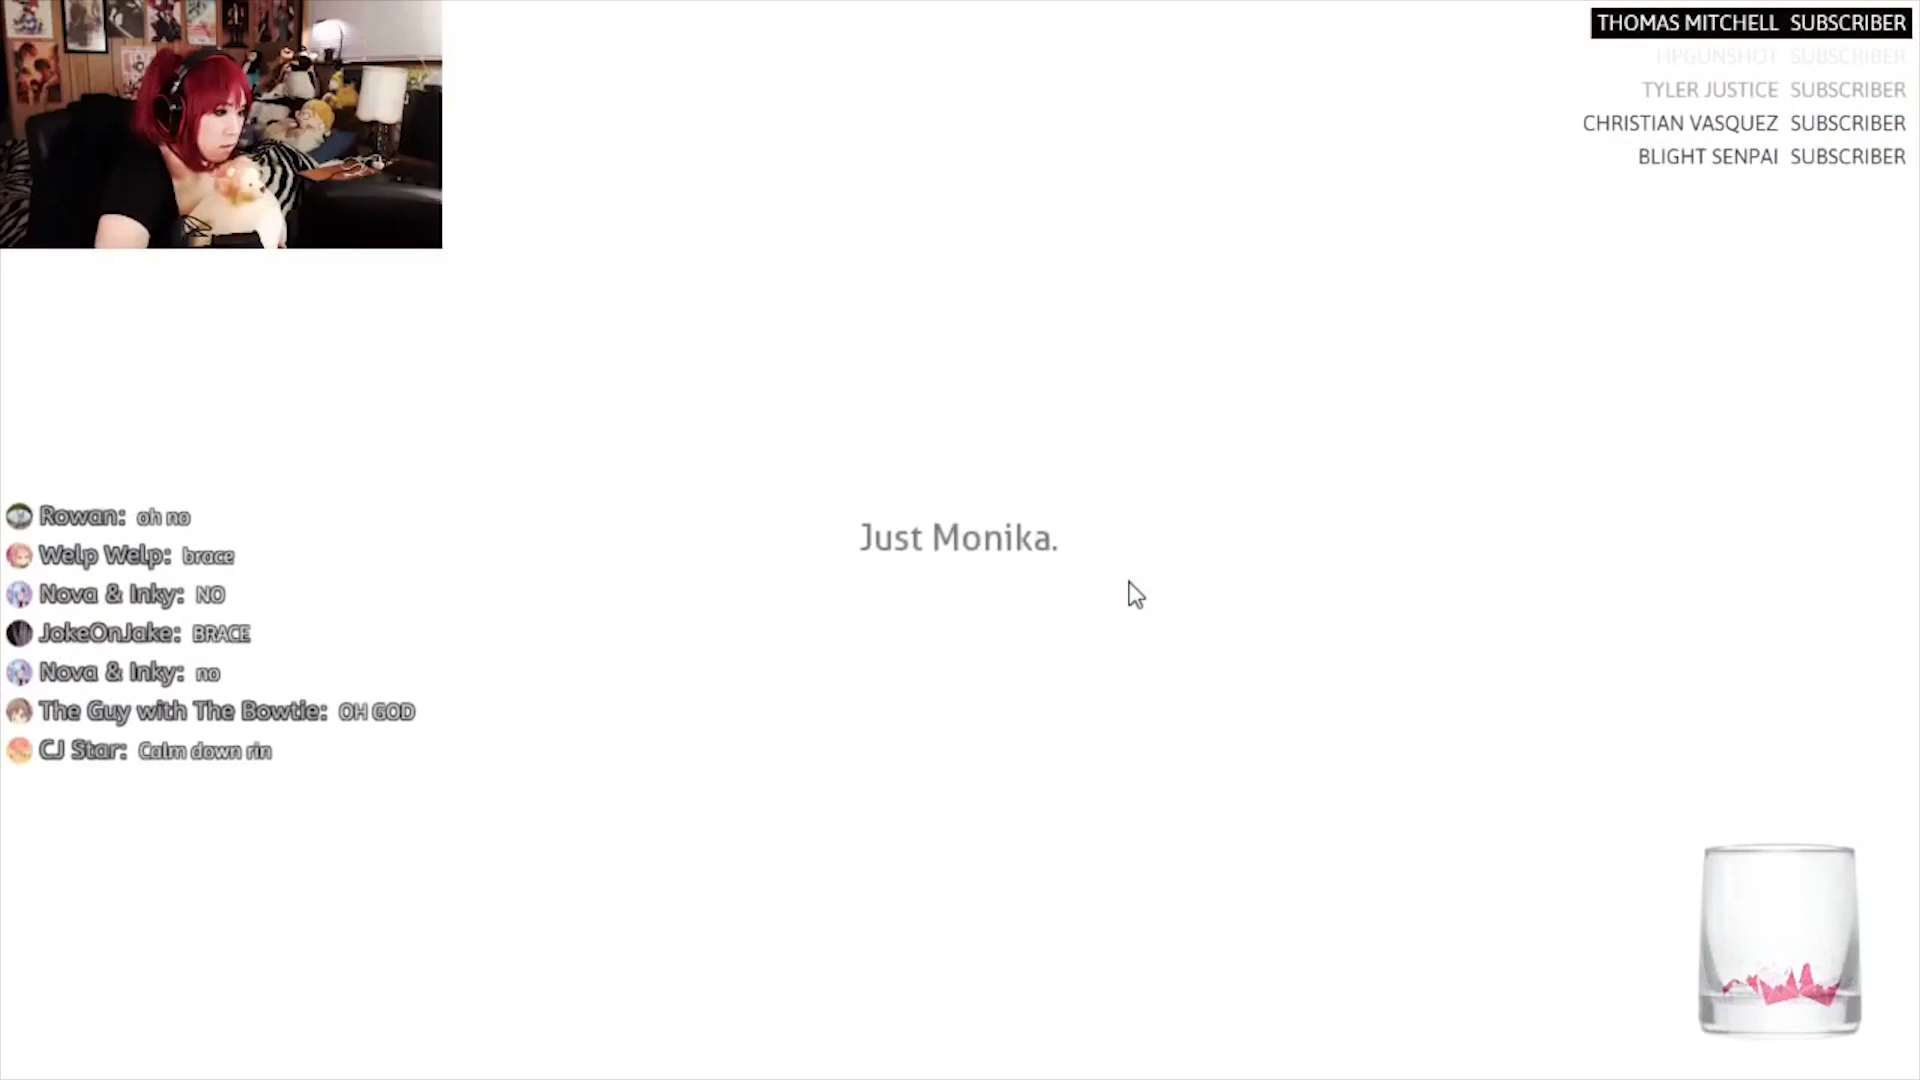 THOMAS MITCHELL SUBSCRIBER
HPGUNSHOT SUBSCRIBER
TYLER JUSTICE SUBSCRIBER
CHRISTIAN VASQUEZ SUBSCRIBER
BLIGHT SENPAI SUBSCRIBER
Rowan: oh no
Welp Welp: brace
Nova & Inky: NO
Just Monika.
JokeOnJake: BRACE
Nova & Inky: no
The Guy with The Bowtie: OH GOD
CJ Star: Calm down rin